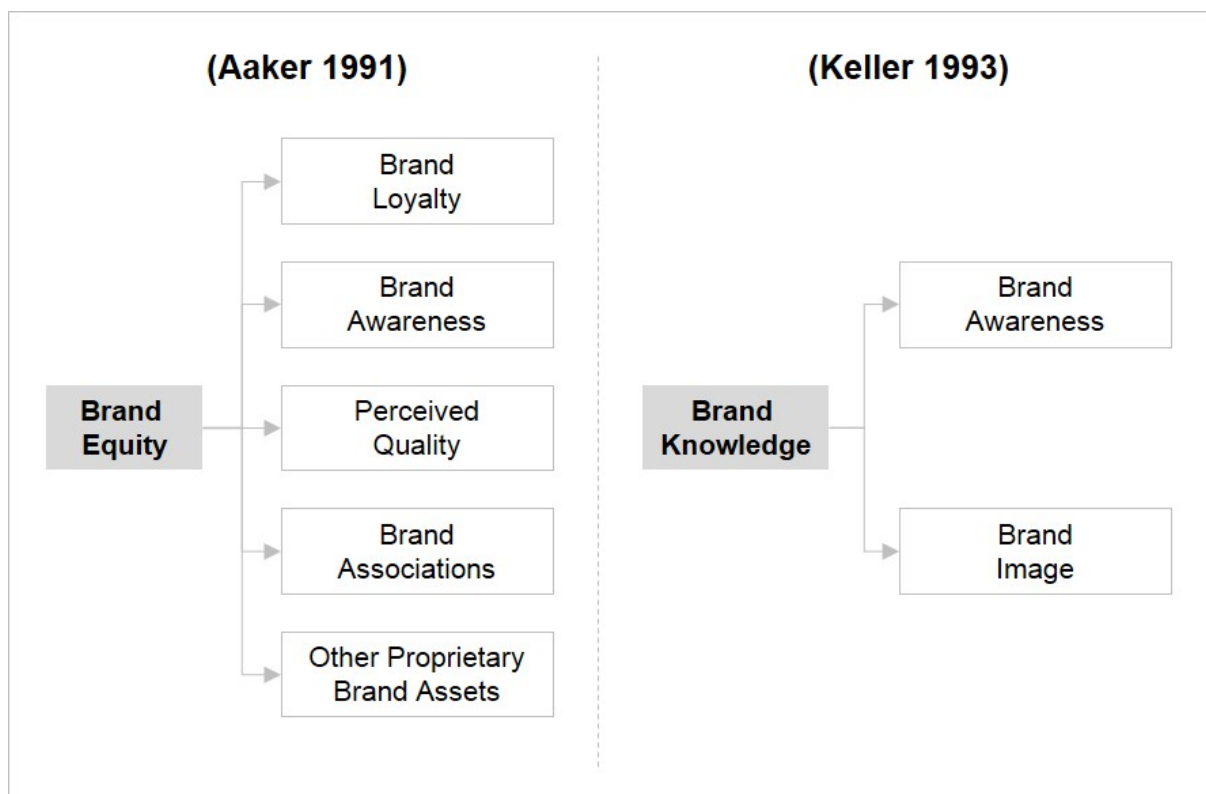 (Aaker 1991)
Brand
Loyalty
Brand
Awareness
Brand
Equity
Perceived
Quality
Brand
Associations
Other Proprietary
Brand Assets
(Keller 1993)
Brand
Awareness
Brand
Knowledge
Brand
Image